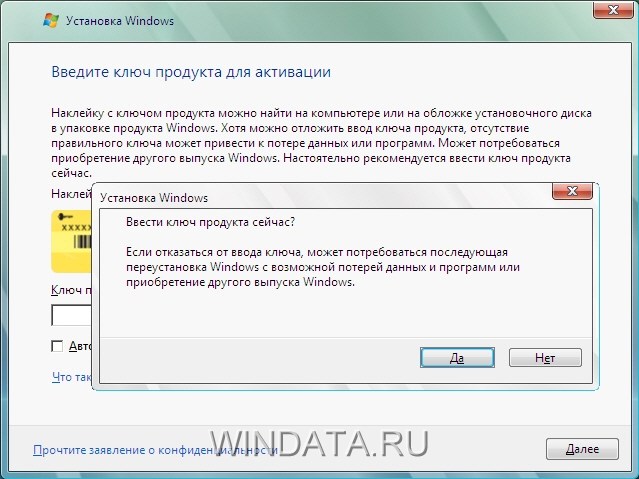 Установка Windows
Введите ключ продукта для активации
Наклейку с ключом продукта можно найти на компьютере или на обложке установочного диска
в упаковке продукта Windows. Хотя можно отложить ввод ключа продукта, отсутствие
правильного ключа может привести к потере данных или программ. Может потребоваться
приобретение другого выпуска Windows. Настоятельно рекомендуется ввести ключ продукта
сейчас.
Наклей
XXXXX
Установка Windows
Ввести ключ продукта сейчас?
Если отказаться от ввода ключа, может потребоваться последующая
переустановка Windows с возможной потерей данных и программ или
приобретение другого выпуска Windows.
Да
Нет
Ключ п
Авто
Что так
WINDATA.RU
Прочтите заявление о конфиденциальности
Далее